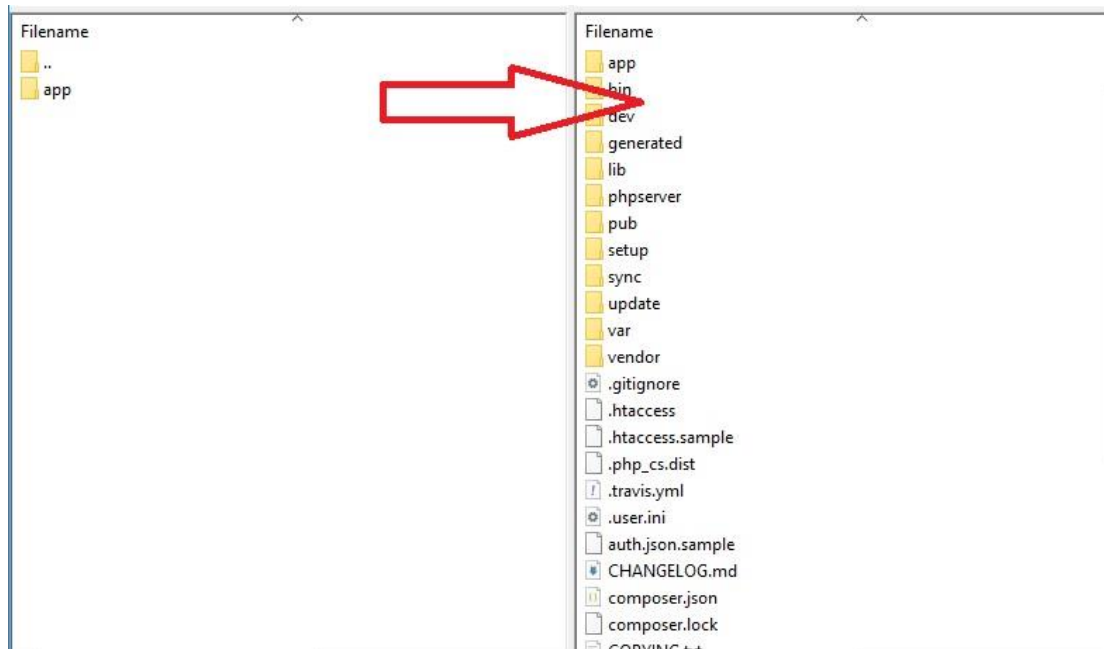 Filename
..
app
Filename
app
bin
dev
generated
lib
phpserver
pub
setup
sync
update
var
vendor
.gitignore
.htaccess
.htaccess.sample
.php_cs.dist
.travis.yml
.user.ini
auth.json.sample
CHANGELOG.md
composer.json
composer.lock